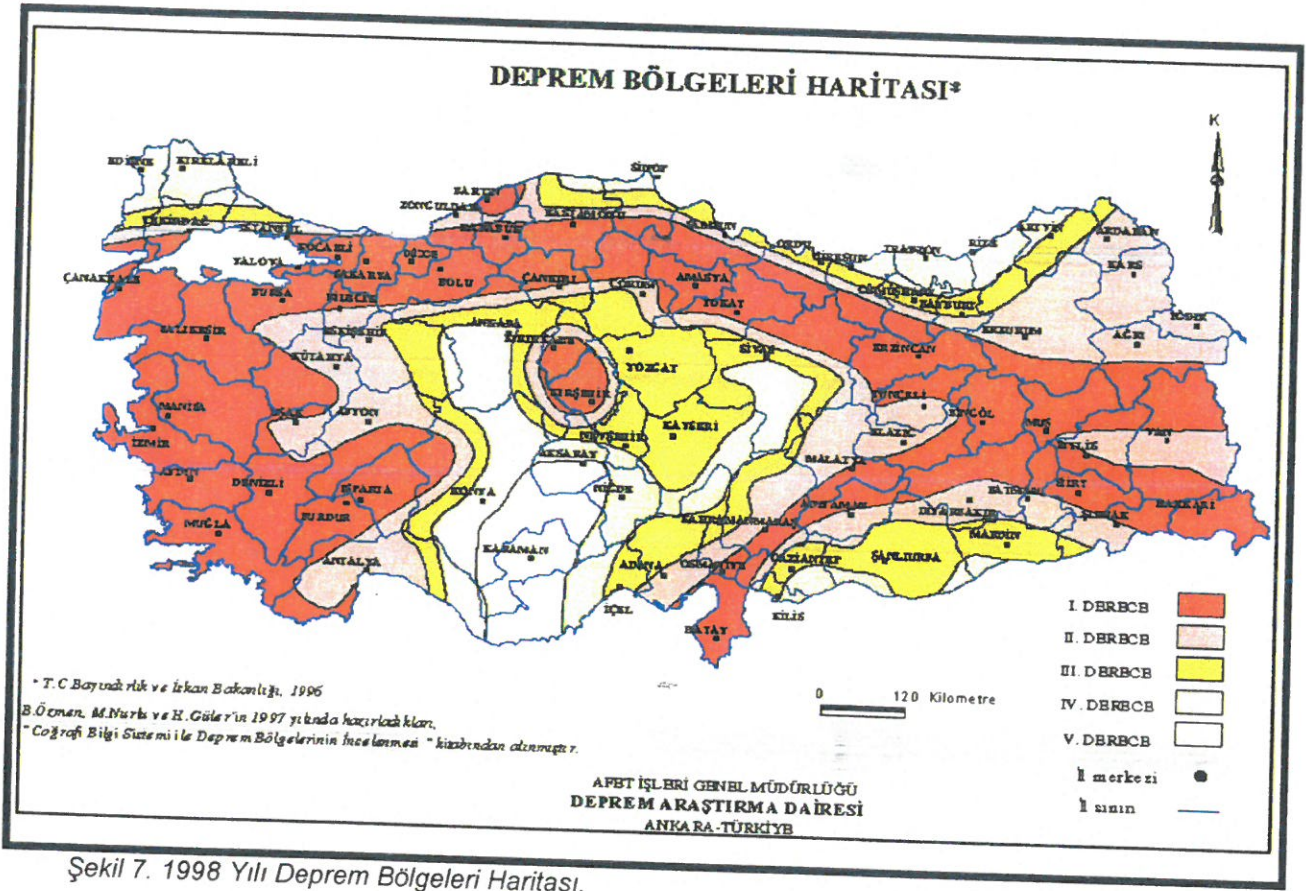 DEPREM BÖLGELERİ HARİTASI*
K
EDİRNE
KIRKLARELİ
TEKİRDAĞ
İSTANBUL
KOCAELİ
YALOVA
SAKARYA
DÜZCE
BOLU
ZONGULDAK
BARTIN
KARABÜK
KASTAMONU
SİNOP
SAMSUN
ORDU
GİRESUN
TRABZON
RİZE
ARTVİN
ARDAHAN
KARS
IĞDIR
AĞRI
ÇANAKKALE
BURSA
BİLECİK
ÇANKIRI
ÇORUM
AMASYA
TOKAT
GÜMÜŞHANE
BAYBURT
ERZURUM
ERZİNCAN
BALIKESİR
ESKİŞEHİR
KÜTAHYA
ANKARA
KIRIKKALE
YOZGAT
SİVAS
TUNCELİ
BİNGÖL
MUŞ
BİTLİS
VAN
MANİSA
UŞAK
AFYON
KIRŞEHİR
NEVŞEHİR
KAYSERİ
MALATYA
ELAZIĞ
İZMİR
AYDIN
DENİZLİ
ISPARTA
BURDUR
KONYA
AKSARAY
NİĞDE
KAHRAMANMARAŞ
ADIYAMAN
DİYARBAKIR
BATMAN
SİİRT
ŞIRNAK
HAKKARİ
MUĞLA
ANTALYA
KARAMAN
ADANA
OSMANİYE
GAZİANTEP
ŞANLIURFA
MARDİN
İÇEL
HATAY
KİLİS
I. DERECE
II. DERECE
III. DERECE
IV. DERECE
V. DERECE
İl merkezi
İl sınırı
0 120 Kilometre
* T.C Bayındırlık ve İskan Bakanlığı, 1996
B.Özmen, M.Nurlu ve H.Güler'in 1997 yılında hazırladıkları,
"Coğrafi Bilgi Sistemi ile Deprem Bölgelerinin İncelenmesi" kitabından alınmıştır.
AFET İŞLERİ GENEL MÜDÜRLÜĞÜ
DEPREM ARAŞTIRMA DAİRESİ
ANKARA-TÜRKİYE
Şekil 7. 1998 Yılı Deprem Bölgeleri Haritası.